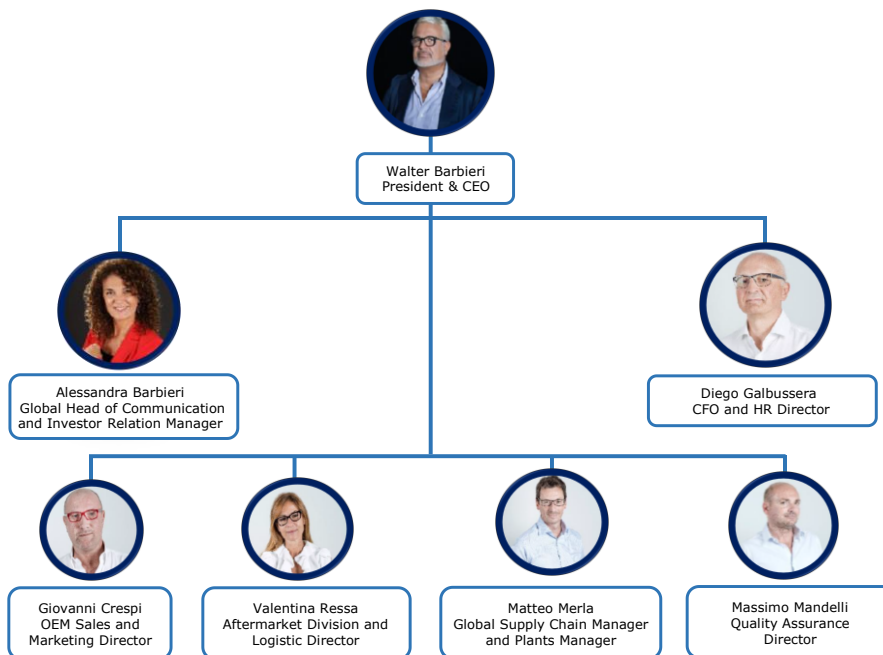 Walter Barbieri
President & CEO
Alessandra Barbieri
Global Head of Communication
and Investor Relation Manager
Diego Galbussera
CFO and HR Director
Giovanni Crespi
OEM Sales and
Marketing Director
Valentina Ressa
Aftermarket Division and
Logistic Director
Matteo Merla
Global Supply Chain Manager
and Plants Manager
Massimo Mandelli
Quality Assurance
Director